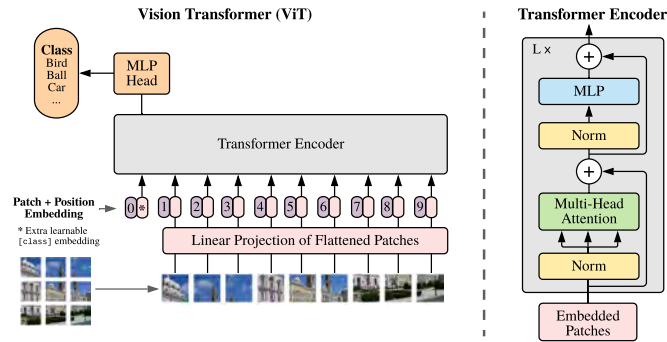 Vision Transformer (ViT)
Class
Bird
Ball
Car
...
MLP
Head
Transformer Encoder
Patch + Position
Embedding
0 * 1 2 3 4 5 6 7 8 9
* Extra learnable
[class] embedding
Linear Projection of Flattened Patches
Transformer Encoder
L x
+
MLP
Norm
+
Multi-Head
Attention
Norm
Embedded
Patches